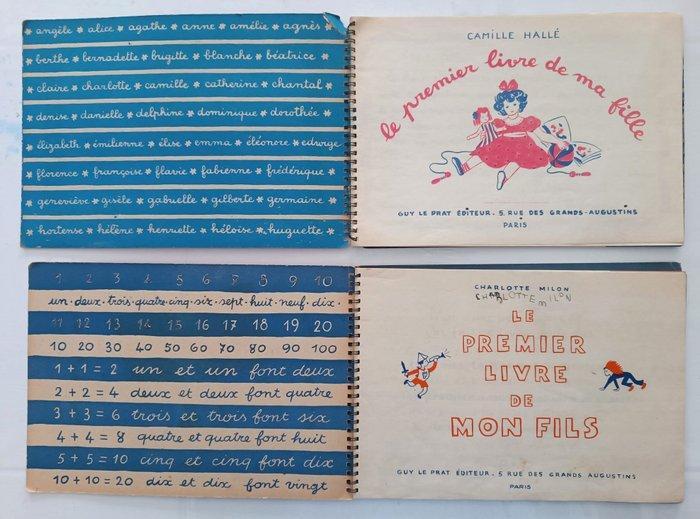 * angèle * alice * agathe * anne * amélie * agnès *
* berthe * bernadette * brigitte * blanche * béatrice *
* claire * charlotte * camille * catherine * chantal *
* denise * danielle * delphine * dominique * dorothée *
* élizabeth * émilienne * élise * emma * éléonore * edwige
* florence * françoise * flavie * fabienne * frédérique *
* geneviève * gisèle * gabrielle * gilberte * germaine *
* hortense * hélène * henriette * héloïse * huguette *
CAMILLE HALLÉ
le premier livre de ma fille
GUY LE PRAT ÉDITEUR. 5 RUE DES GRANDS-AUGUSTINS
PARIS
1 2 3 4 5 6 7 8 9 10
un. deux. trois. quatre. cinq. six. sept. huit. neuf. dix.
11 12 13 14 15 16 17 18 19 20
10 20 30 40 50 60 70 80 90 100
1 + 1 = 2 un et un font deux
2 + 2 = 4 deux et deux font quatre
3 + 3 = 6 trois et trois font six
4 + 4 = 8 quatre et quatre font huit
5 + 5 = 10 cinq et cinq font dix
10 + 10 = 20 dix et dix font vingt
CHARLOTTE MILON
CHARLOTTE MILON
LE
PREMIER
LIVRE
DE
MON FILS
GUY LE PRAT ÉDITEUR. 5 RUE DES GRANDS AUGUSTINS
PARIS